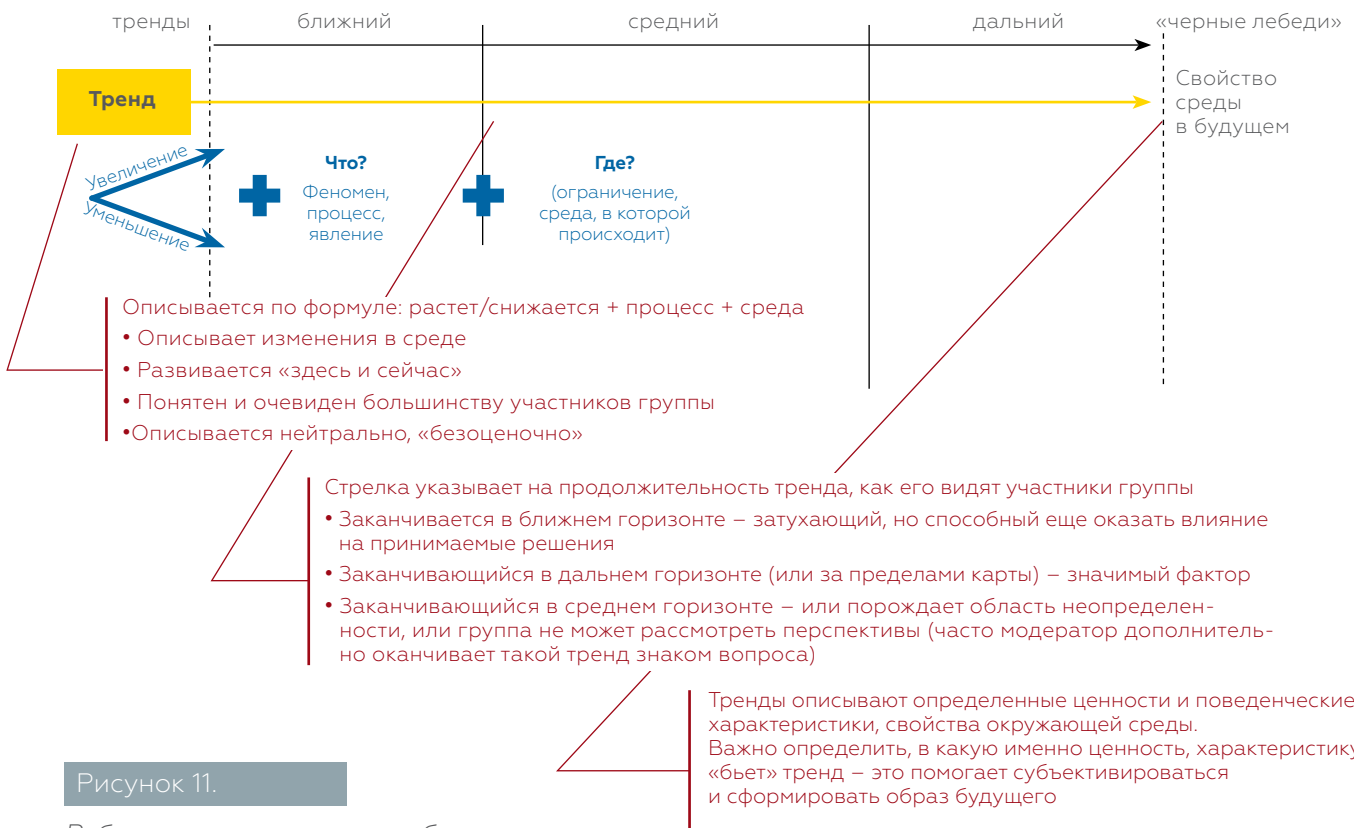 тренды ближний средний дальний «черные лебеди»
Тренд
Свойство
среды
в будущем
Увеличение
Уменьшение
Что?
Феномен,
процесс,
явление
Где?
(ограничение,
среда, в которой
происходит)
Описывается по формуле: растет/снижается + процесс + среда
• Описывает изменения в среде
• Развивается «здесь и сейчас»
• Понятен и очевиден большинству участников группы
•Описывается нейтрально, «безоценочно»
Стрелка указывает на продолжительность тренда, как его видят участники группы
• Заканчивается в ближнем горизонте – затухающий, но способный еще оказать влияние
на принимаемые решения
• Заканчивающийся в дальнем горизонте (или за пределами карты) – значимый фактор
• Заканчивающийся в среднем горизонте – или порождает область неопределен-
ности, или группа не может рассмотреть перспективы (часто модератор дополнитель-
но оканчивает такой тренд знаком вопроса)
Тренды описывают определенные ценности и поведенческие
характеристики, свойства окружающей среды.
Важно определить, в какую именно ценность, характеристику
«бьет» тренд – это помогает субъективироваться
и сформировать образ будущего
Рисунок 11.